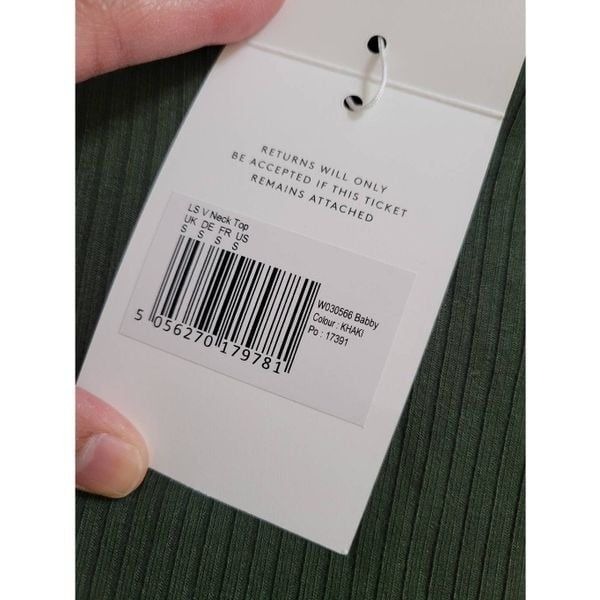 RETURNS WILL ONLY
BE ACCEPTED IF THIS TICKET
REMAINS ATTACHED
LS V Neck Top
UK DE FR US
S S S S
W030566 Babby
Colour : KHAKI
Po : 17391
5 056270 179781